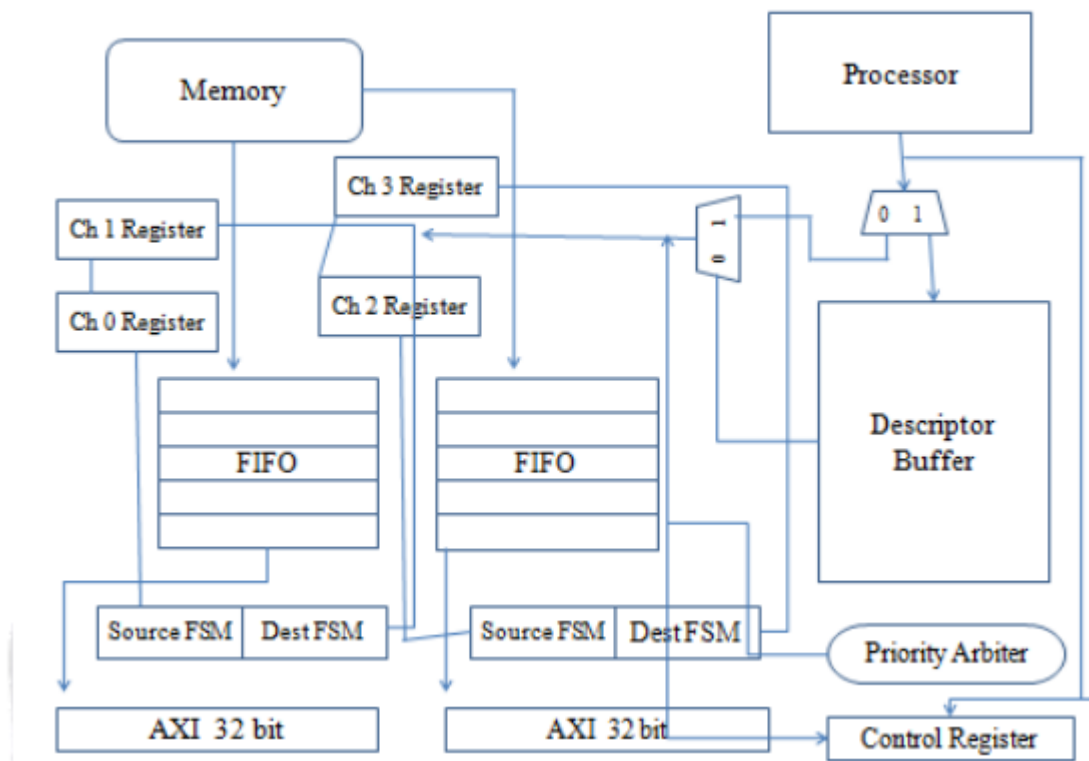 Memory
Processor
Ch 3 Register
Ch 1 Register
0 1
0 1
Ch 2 Register
Ch 0 Register
Descriptor
Buffer
FIFO
FIFO
Source FSM
Dest FSM
Source FSM
Dest FSM
Priority Arbiter
AXI 32 bit
AXI 32 bit
Control Register